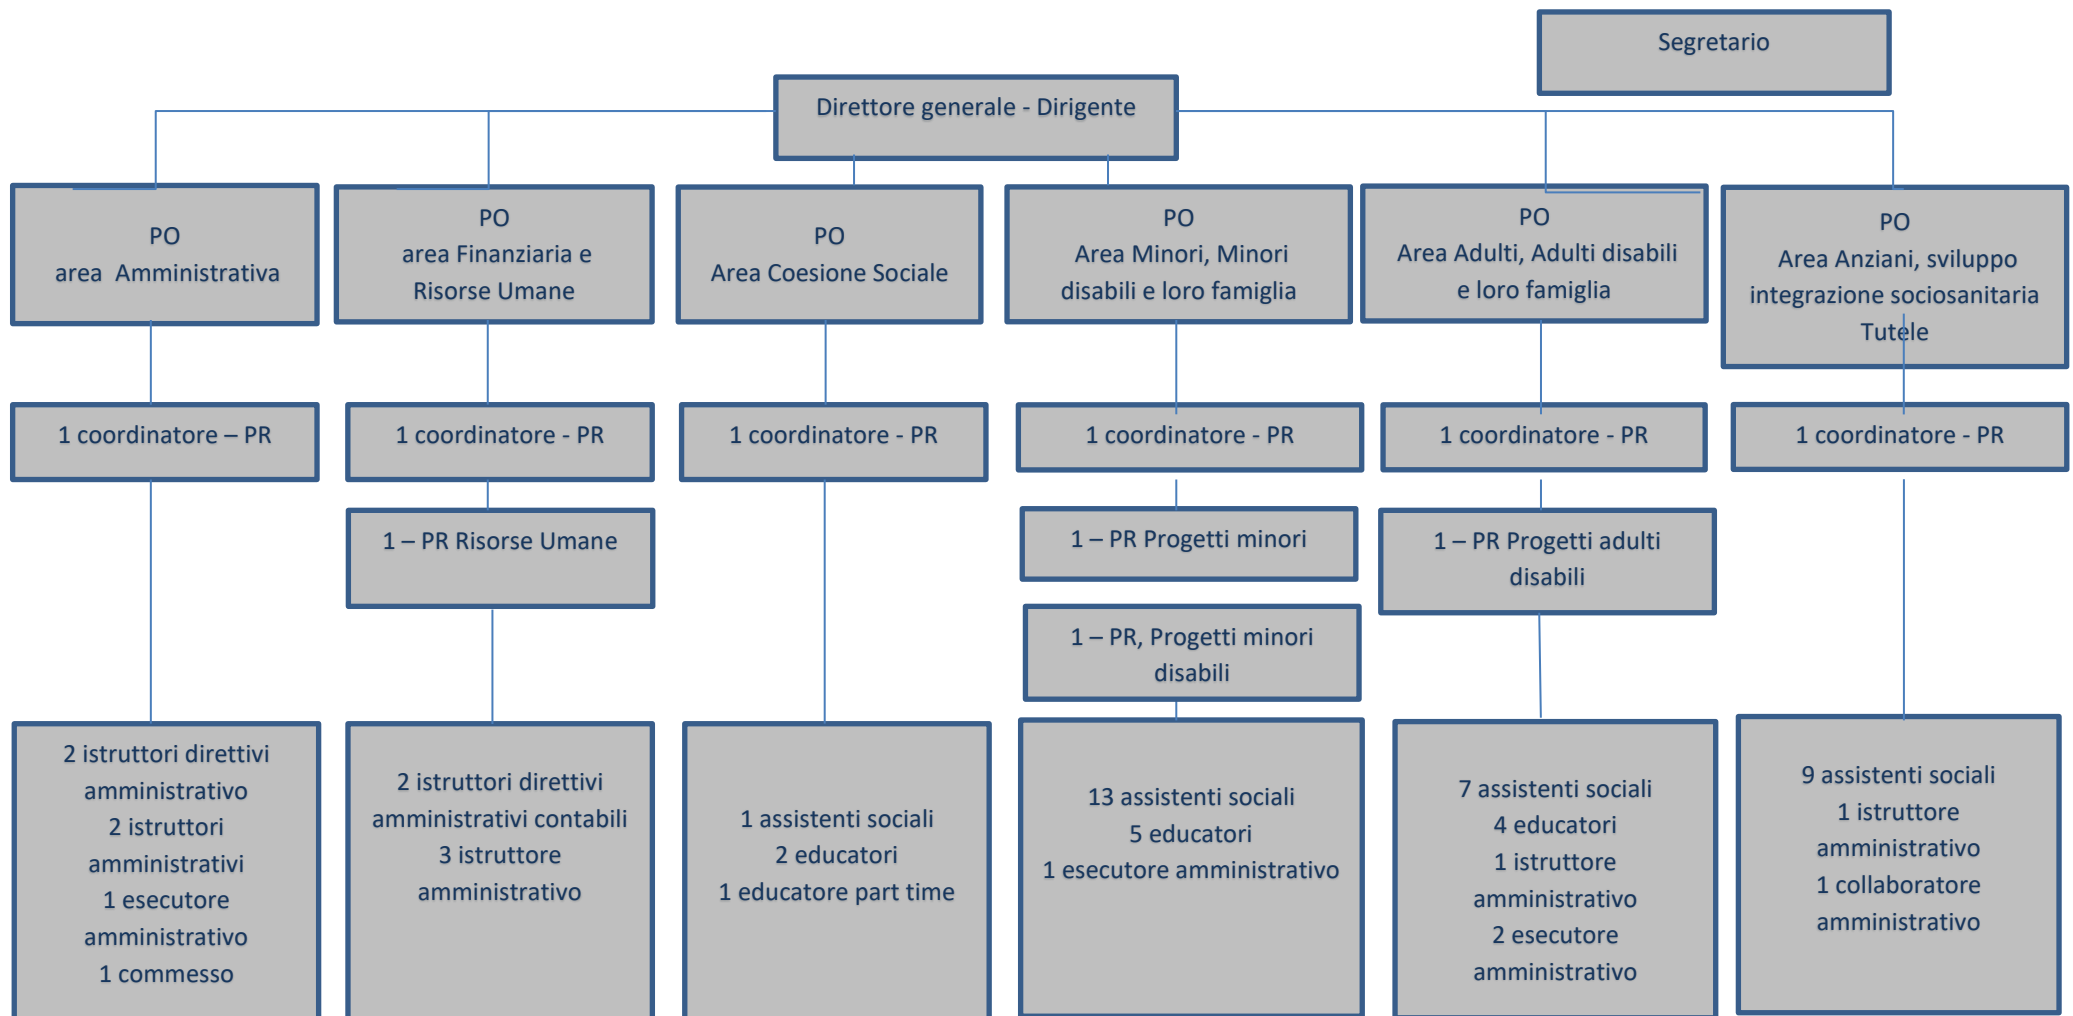 Segretario
Direttore generale - Dirigente
PO
area  Amministrativa
PO
area Finanziaria e
Risorse Umane
PO
Area Coesione Sociale
PO
Area Minori, Minori
disabili e loro famiglia
PO
Area Adulti, Adulti disabili
e loro famiglia
PO
Area Anziani, sviluppo
integrazione sociosanitaria
Tutele
1 coordinatore – PR
1 coordinatore - PR
1 coordinatore - PR
1 coordinatore - PR
1 coordinatore - PR
1 coordinatore - PR
1 – PR Risorse Umane
1 – PR Progetti minori
1 – PR Progetti adulti
disabili
1 – PR, Progetti minori
disabili
2 istruttori direttivi
amministrativo
2 istruttori
amministrativi
1 esecutore
amministrativo
1 commesso
2 istruttori direttivi
amministrativi contabili
3 istruttore
amministrativo
1 assistenti sociali
2 educatori
1 educatore part time
13 assistenti sociali
5 educatori
1 esecutore amministrativo
7 assistenti sociali
4 educatori
1 istruttore
amministrativo
2 esecutore
amministrativo
9 assistenti sociali
1 istruttore
amministrativo
1 collaboratore
amministrativo